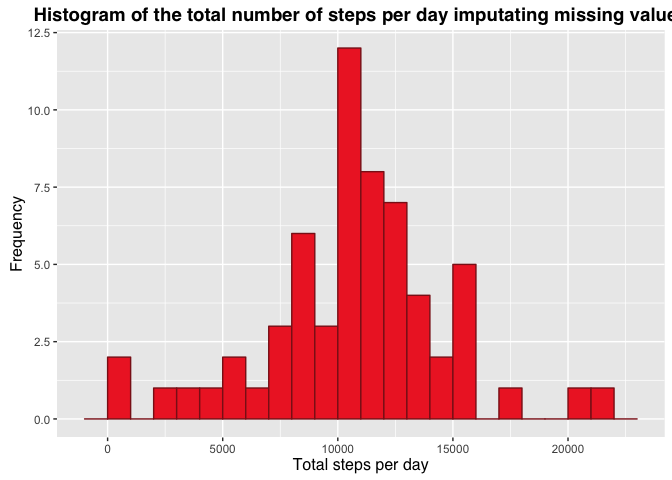 Histogram of the total number of steps per day imputating missing value
12.5
10.0
7.5
5.0
2.5
0.0
Frequency
0 5000 10000 15000 20000
Total steps per day